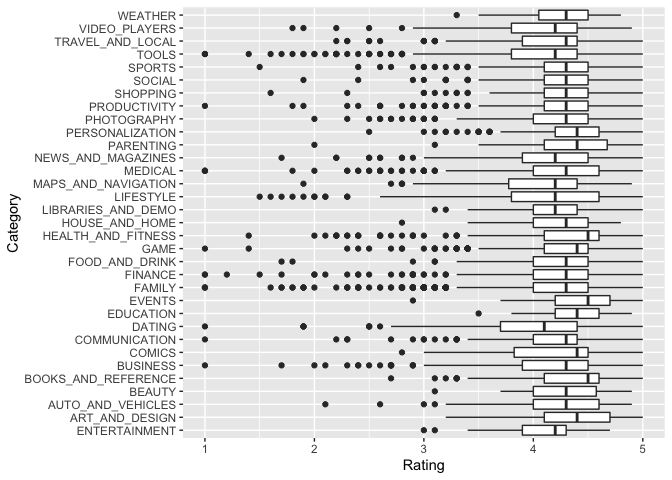 WEATHER
VIDEO_PLAYERS
TRAVEL_AND_LOCAL
TOOLS
SPORTS
SOCIAL
SHOPPING
PRODUCTIVITY
PHOTOGRAPHY
PERSONALIZATION
PARENTING
NEWS_AND_MAGAZINES
MEDICAL
MAPS_AND_NAVIGATION
LIFESTYLE
LIBRARIES_AND_DEMO
HOUSE_AND_HOME
HEALTH_AND_FITNESS
GAME
FOOD_AND_DRINK
FINANCE
FAMILY
EVENTS
EDUCATION
DATING
COMMUNICATION
COMICS
BUSINESS
BOOKS_AND_REFERENCE
BEAUTY
AUTO_AND_VEHICLES
ART_AND_DESIGN
ENTERTAINMENT
Category
1 2 3 4 5
Rating